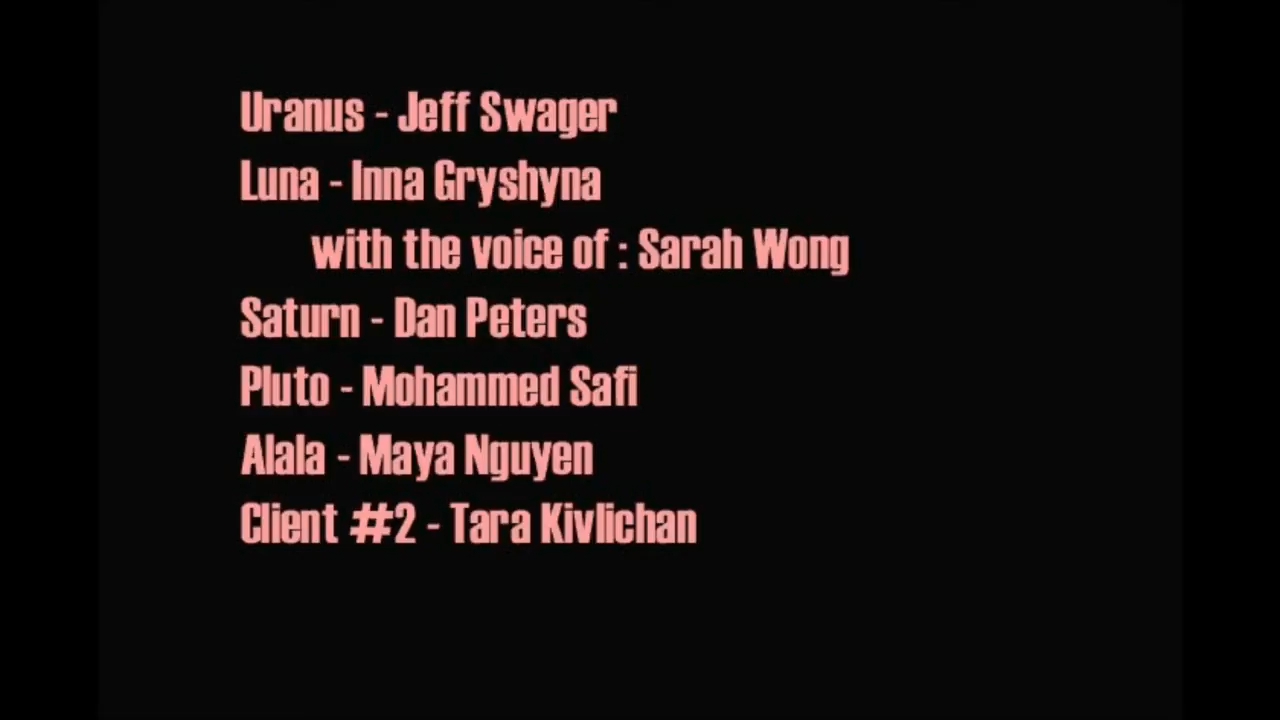 Uranus - Jeff Swager
Luna - Inna Gryshyna
with the voice of : Sarah Wong
Saturn - Dan Peters
Pluto - Mohammed Safi
Alala - Maya Nguyen
Client #2 - Tara Kivlichan